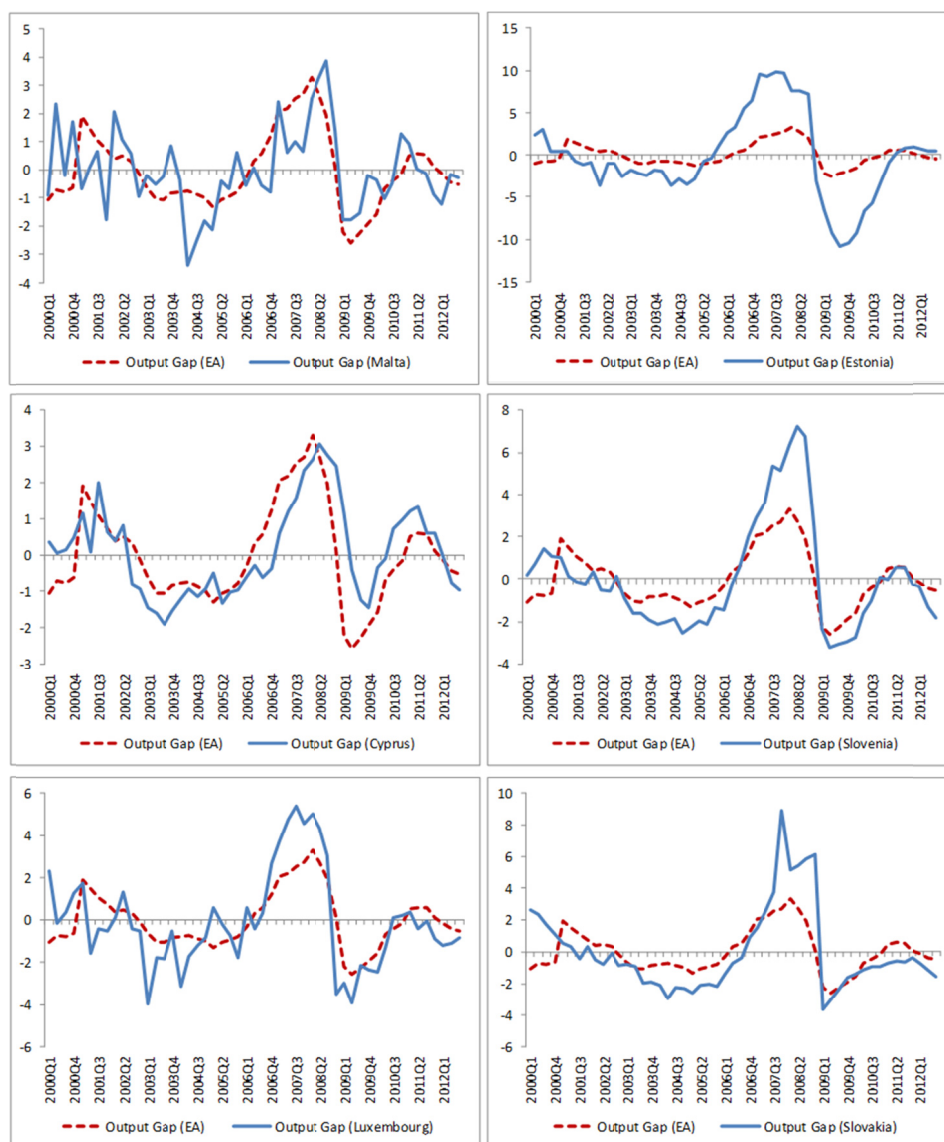 5
4
3
2
1
0
-1
-2
-3
-4
2000Q1
2000Q4
2001Q3
2002Q2
2003Q1
2003Q4
2004Q3
2005Q2
2006Q1
2006Q4
2007Q3
2008Q2
2009Q1
2009Q4
2010Q3
2011Q2
2012Q1
Output Gap (EA) Output Gap (Malta)
15
10
5
0
-5
-10
-15
2000Q1
2000Q4
2001Q3
2002Q2
2003Q1
2003Q4
2004Q3
2005Q2
2006Q1
2006Q4
2007Q3
2008Q2
2009Q1
2009Q4
2010Q3
2011Q2
2012Q1
Output Gap (EA) Output Gap (Estonia)
4
3
2
1
0
-1
-2
-3
2000Q1
2000Q4
2001Q3
2002Q2
2003Q1
2003Q4
2004Q3
2005Q2
2006Q1
2006Q4
2007Q3
2008Q2
2009Q1
2009Q4
2010Q3
2011Q2
2012Q1
Output Gap (EA) Output Gap (Cyprus)
8
6
4
2
0
-2
-4
2000Q1
2000Q4
2001Q3
2002Q2
2003Q1
2003Q4
2004Q3
2005Q2
2006Q1
2006Q4
2007Q3
2008Q2
2009Q1
2009Q4
2010Q3
2011Q2
2012Q1
Output Gap (EA) Output Gap (Slovenia)
6
4
2
0
-2
-4
-6
2000Q1
2000Q4
2001Q3
2002Q2
2003Q1
2003Q4
2004Q3
2005Q2
2006Q1
2006Q4
2007Q3
2008Q2
2009Q1
2009Q4
2010Q3
2011Q2
2012Q1
Output Gap (EA) Output Gap (Luxembourg)
10
8
6
4
2
0
-2
-4
-6
2000Q1
2000Q4
2001Q3
2002Q2
2003Q1
2003Q4
2004Q3
2005Q2
2006Q1
2006Q4
2007Q3
2008Q2
2009Q1
2009Q4
2010Q3
2011Q2
2012Q1
Output Gap (EA) Output Gap (Slovakia)